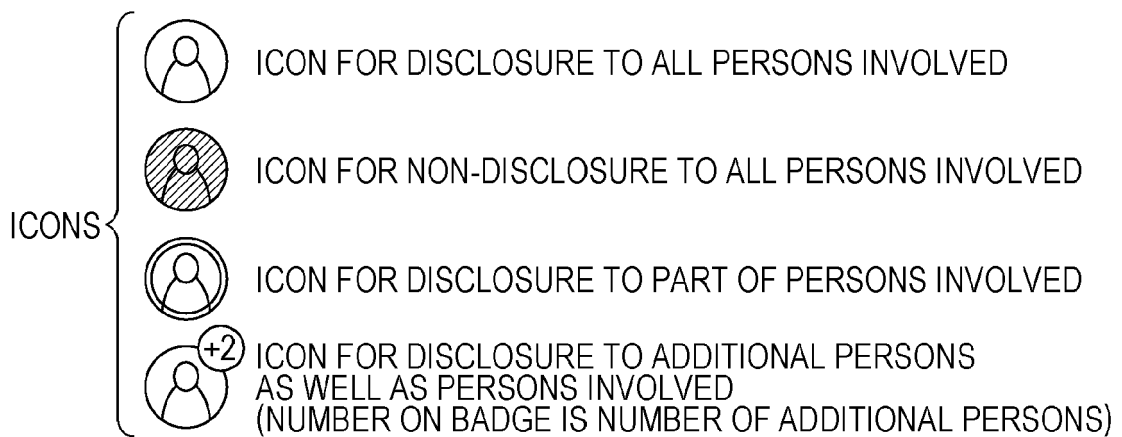 ICON FOR DISCLOSURE TO ALL PERSONS INVOLVED
ICON FOR NON-DISCLOSURE TO ALL PERSONS INVOLVED
ICONS
ICON FOR DISCLOSURE TO PART OF PERSONS INVOLVED
+2
ICON FOR DISCLOSURE TO ADDITIONAL PERSONS
AS WELL AS PERSONS INVOLVED
(NUMBER ON BADGE IS NUMBER OF ADDITIONAL PERSONS)